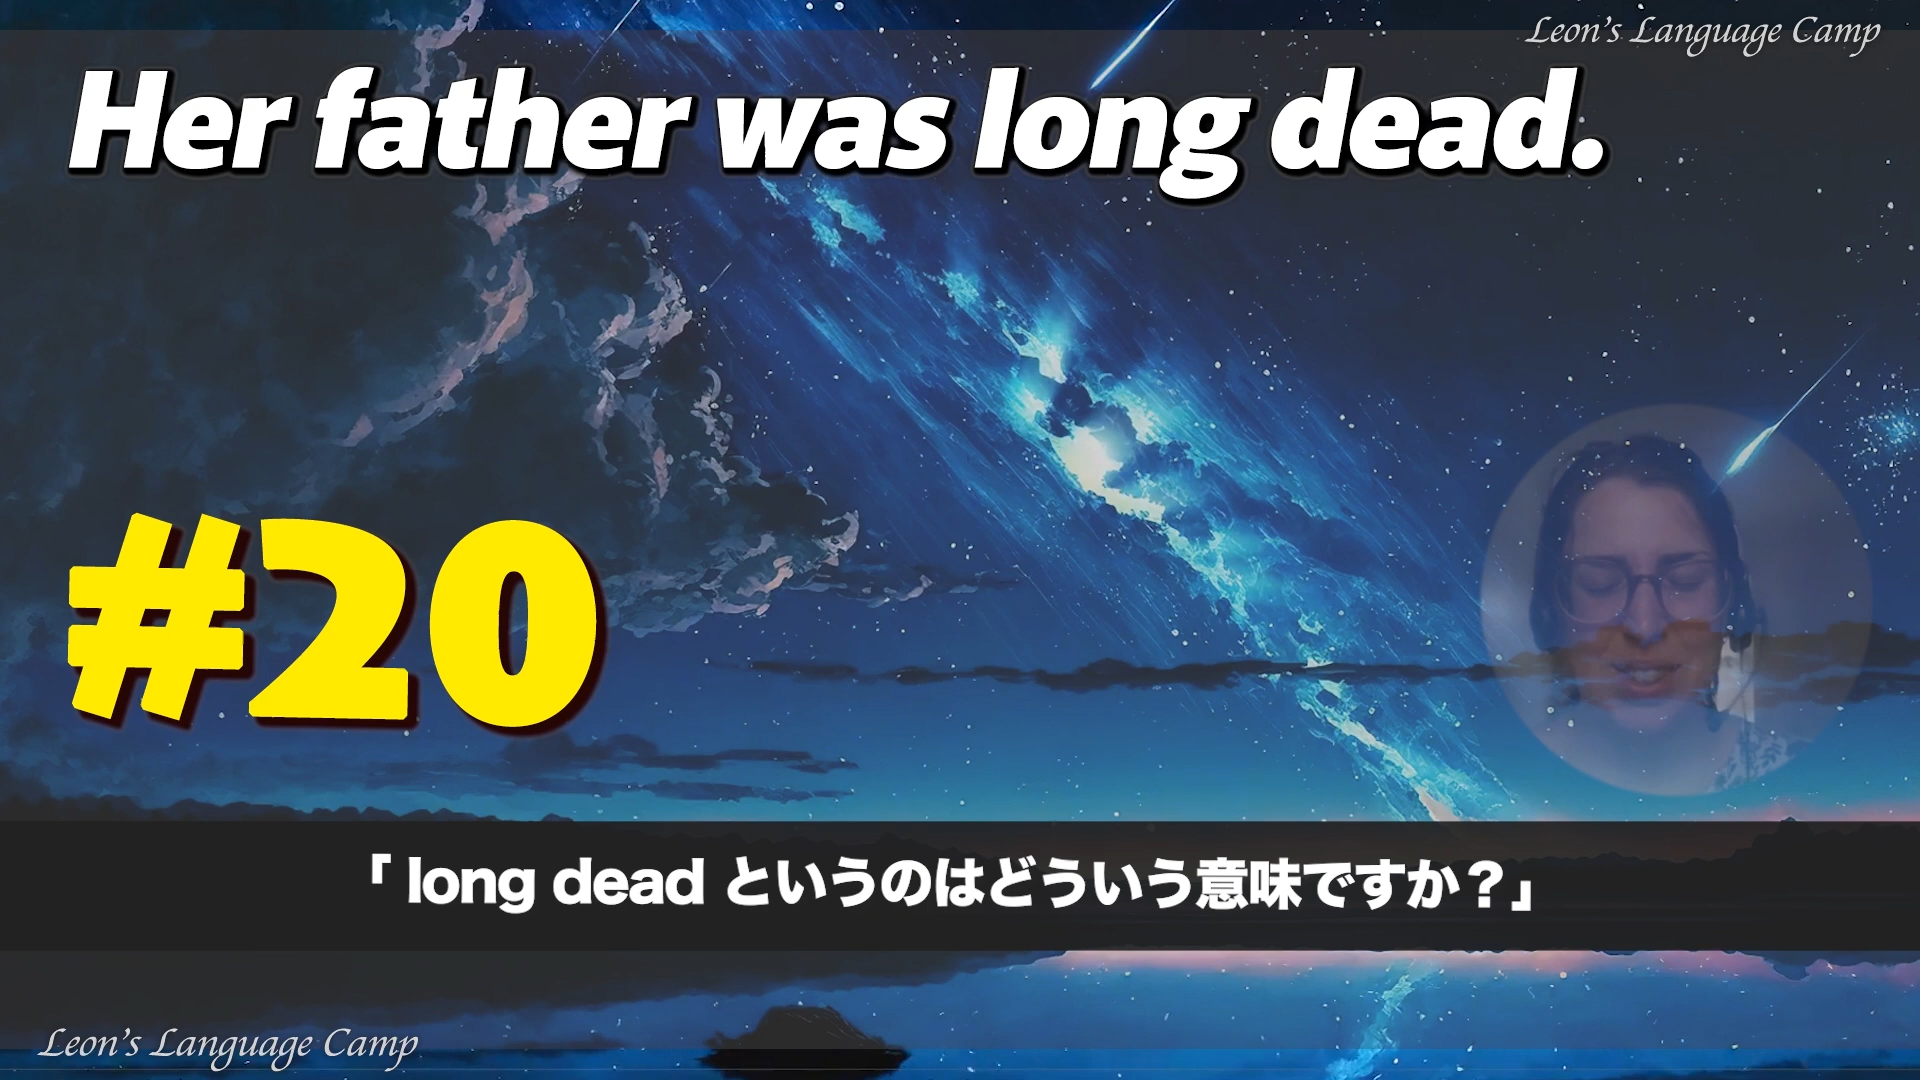 Leon's Language Camp
Her father was long dead.
#20
「 long dead というのはどういう意味ですか？」
Leon's Language Camp